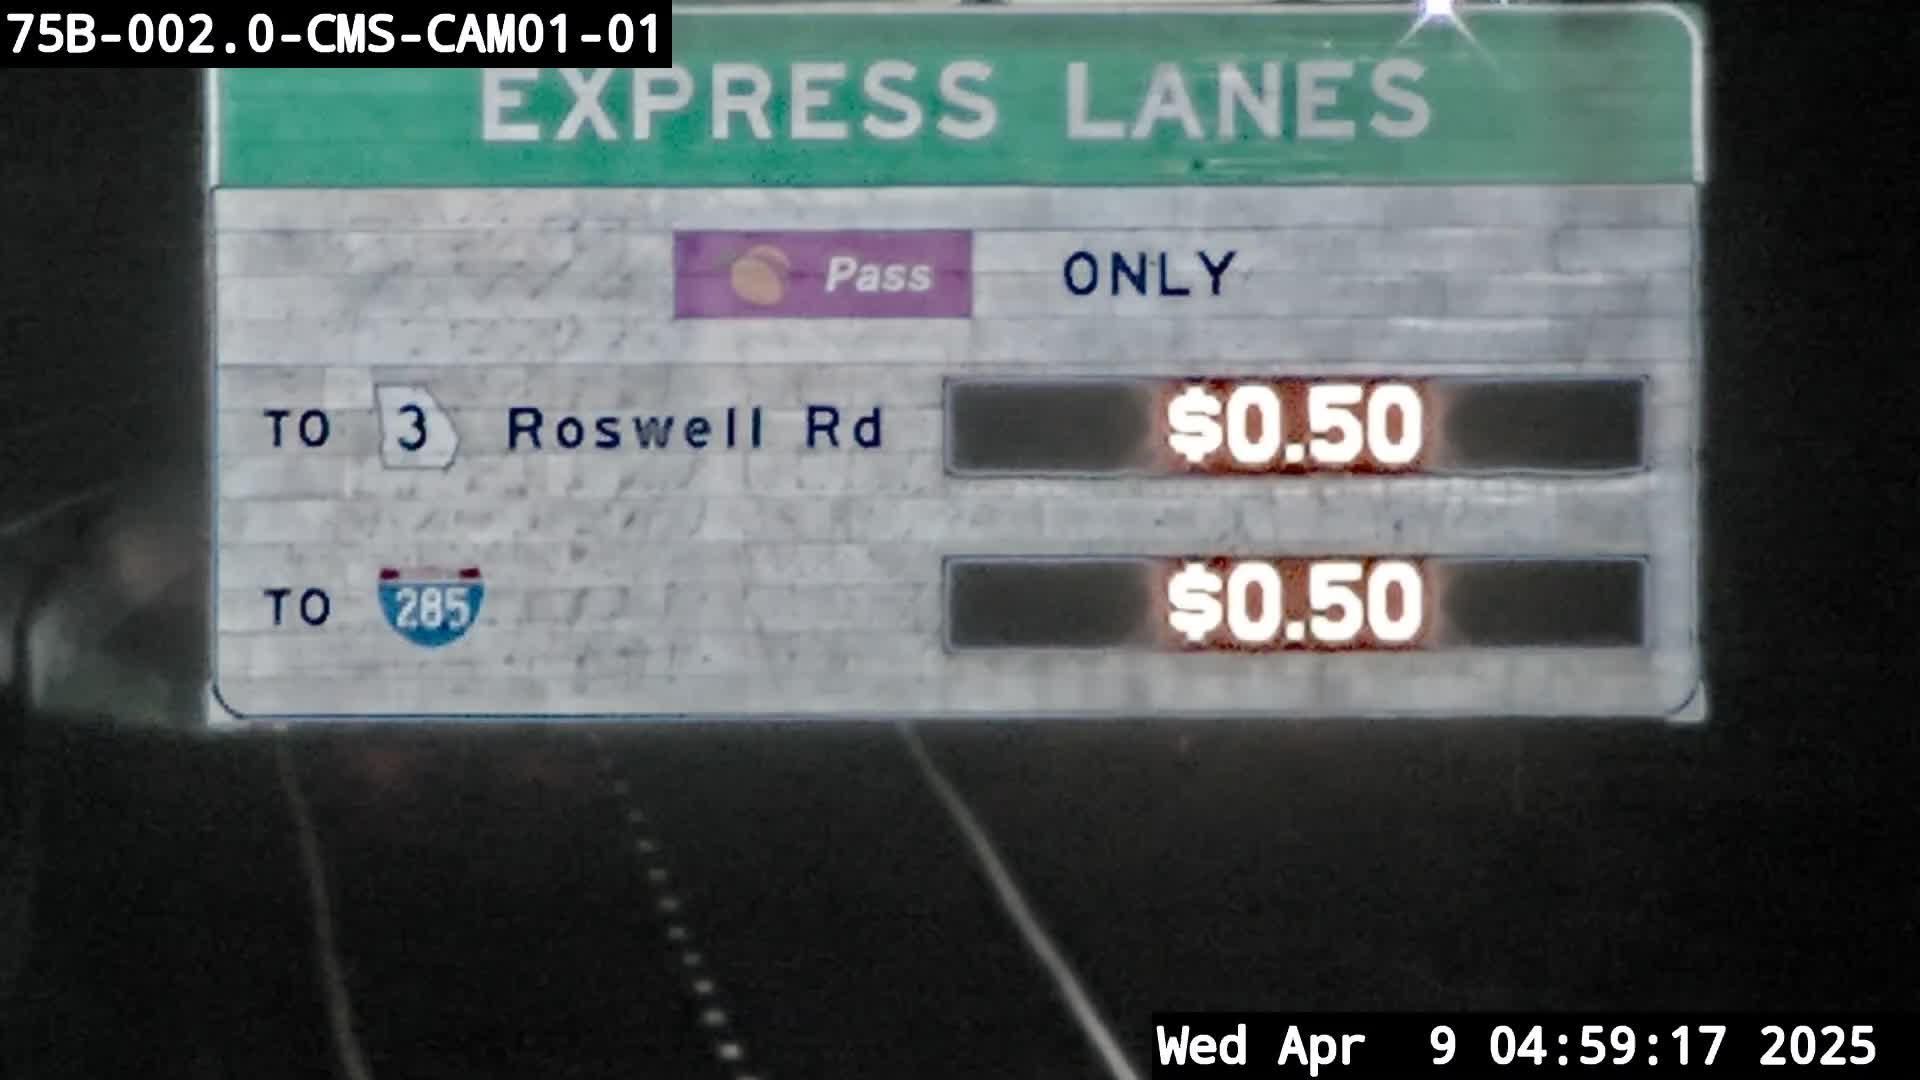 75B-002.0-CMS-CAM01-01
EXPRESS LANES
Pass ONLY
TO 3 Roswell Rd $0.50
TO 285 $0.50
Wed Apr 9 04:59:17 2025